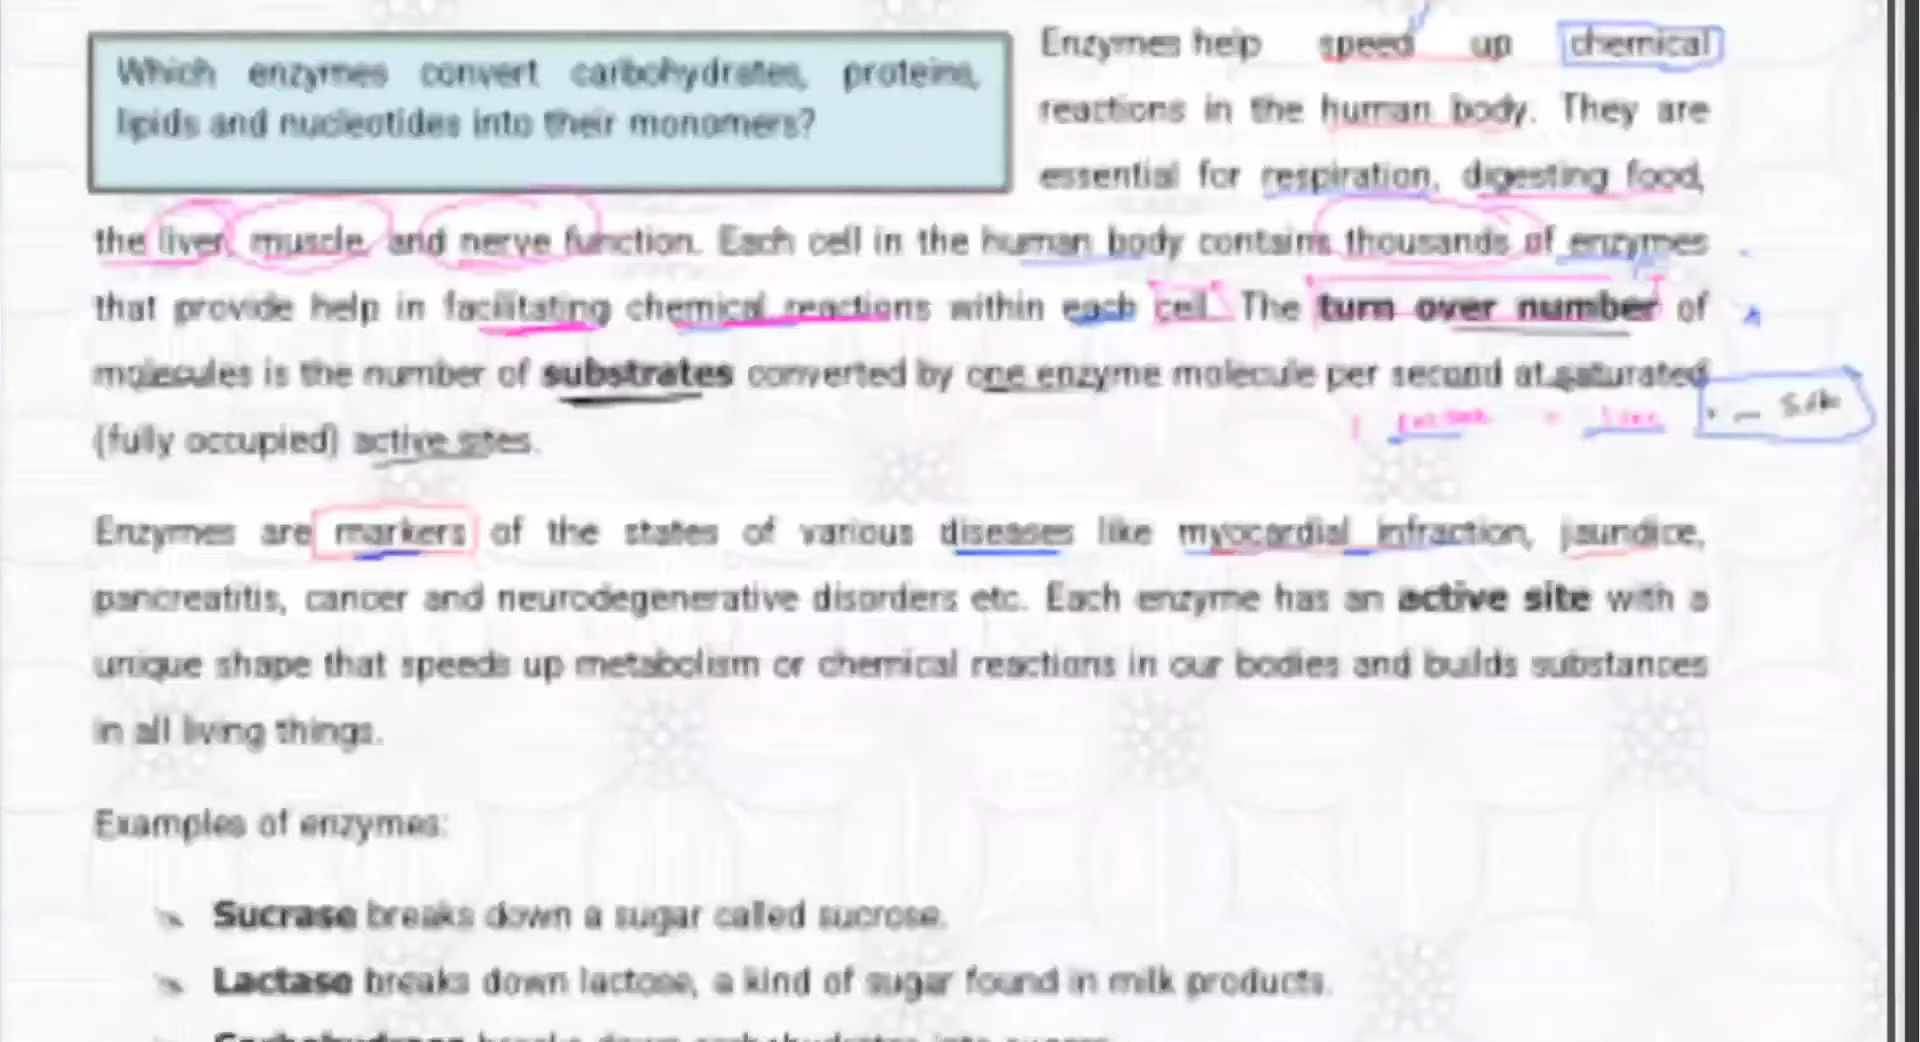 Which enzymes convert carbohydrates, proteins,
lipids and nucleotides into their monomers?
Enzymes help speed up chemical
reactions in the human body. They are
essential for respiration, digesting food,
the liver, muscle, and nerve function. Each cell in the human body contains thousands of enzymes
that provide help in facilitating chemical reactions within each cell. The turn over number of
molecules is the number of substrates converted by one enzyme molecule per second at saturated
(fully occupied) active sites.
Enzymes are markers of the states of various diseases like myocardial infraction, jaundice,
pancreatitis, cancer and neurodegenerative disorders etc. Each enzyme has an active site with a
unique shape that speeds up metabolism or chemical reactions in our bodies and builds substances
in all living things.
Examples of enzymes:
Sucrase breaks down a sugar called sucrose.
Lactase breaks down lactose, a kind of sugar found in milk products.
breaks down carbohydrates into sugars.